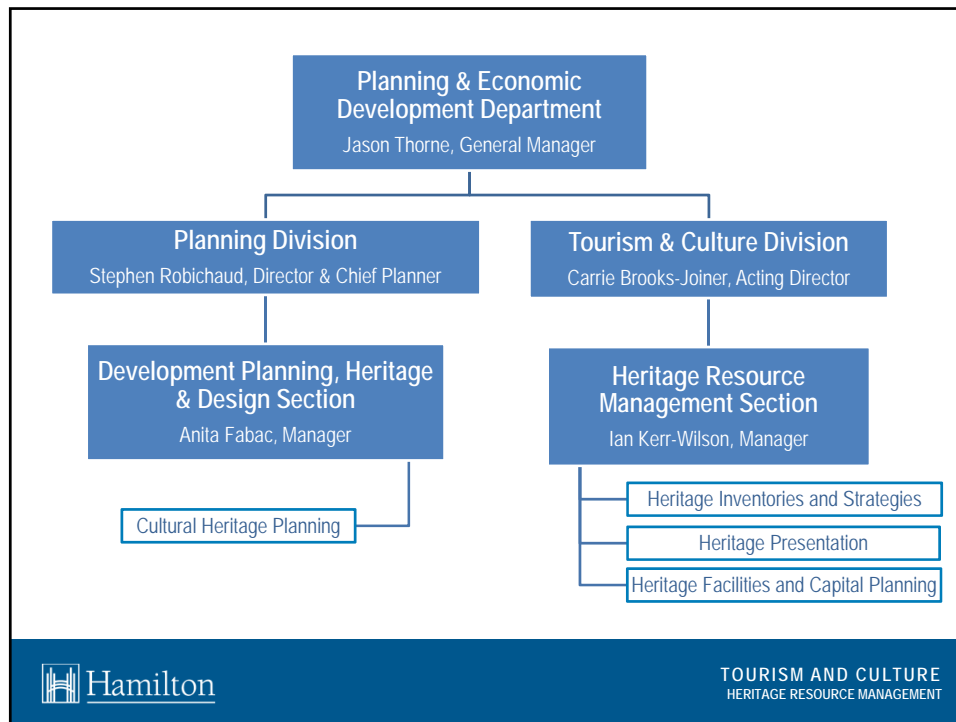 Planning & Economic
Development Department
Jason Thorne, General Manager
Planning Division
Stephen Robichaud, Director & Chief Planner
Tourism & Culture Division
Carrie Brooks-Joiner, Acting Director
Development Planning, Heritage
& Design Section
Anita Fabac, Manager
Heritage Resource
Management Section
Ian Kerr-Wilson, Manager
Cultural Heritage Planning
Heritage Inventories and Strategies
Heritage Presentation
Heritage Facilities and Capital Planning
Hamilton
TOURISM AND CULTURE
HERITAGE RESOURCE MANAGEMENT